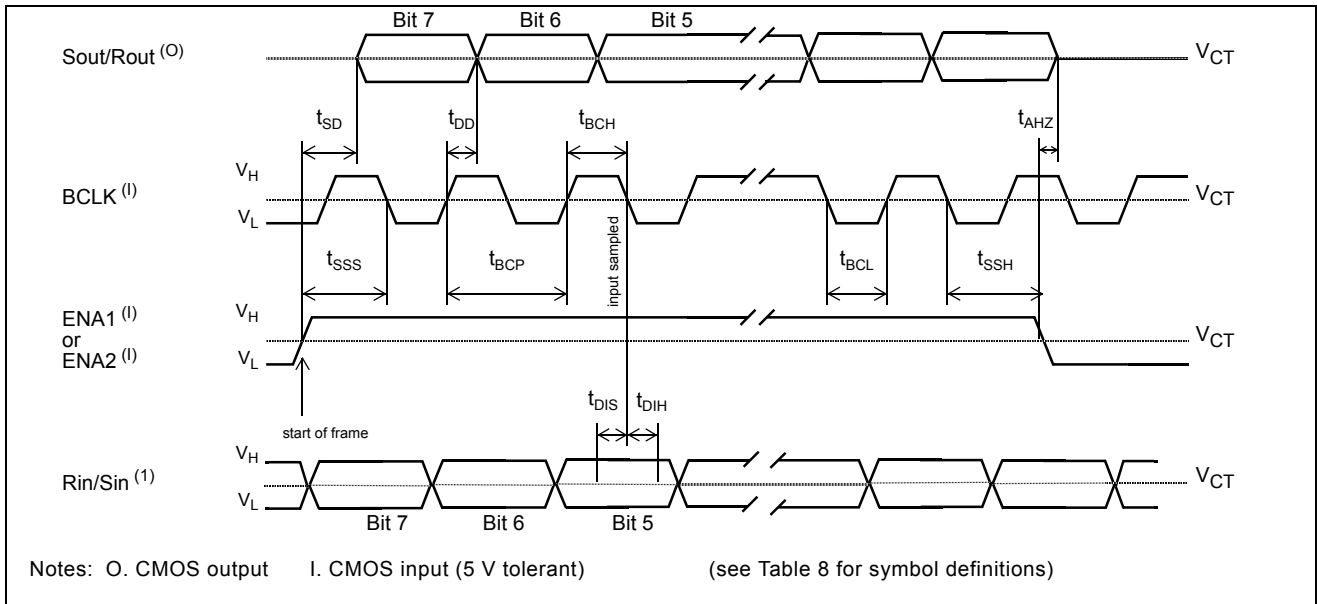 Bit 7 Bit 6 Bit 5
Sout/Rout (O) VCT
tSD tDD tBCH tAHZ
VH
BCLK (I) VCT
VL
tSSS tBCP input sampled tBCL tSSH
ENA1 (I) VH
or VCT
ENA2 (I) VL
tDIS tDIH
start of frame
VH
Rin/Sin (1) VCT
VL
Bit 7 Bit 6 Bit 5
Notes: O. CMOS output I. CMOS input (5 V tolerant) (see Table 8 for symbol definitions)